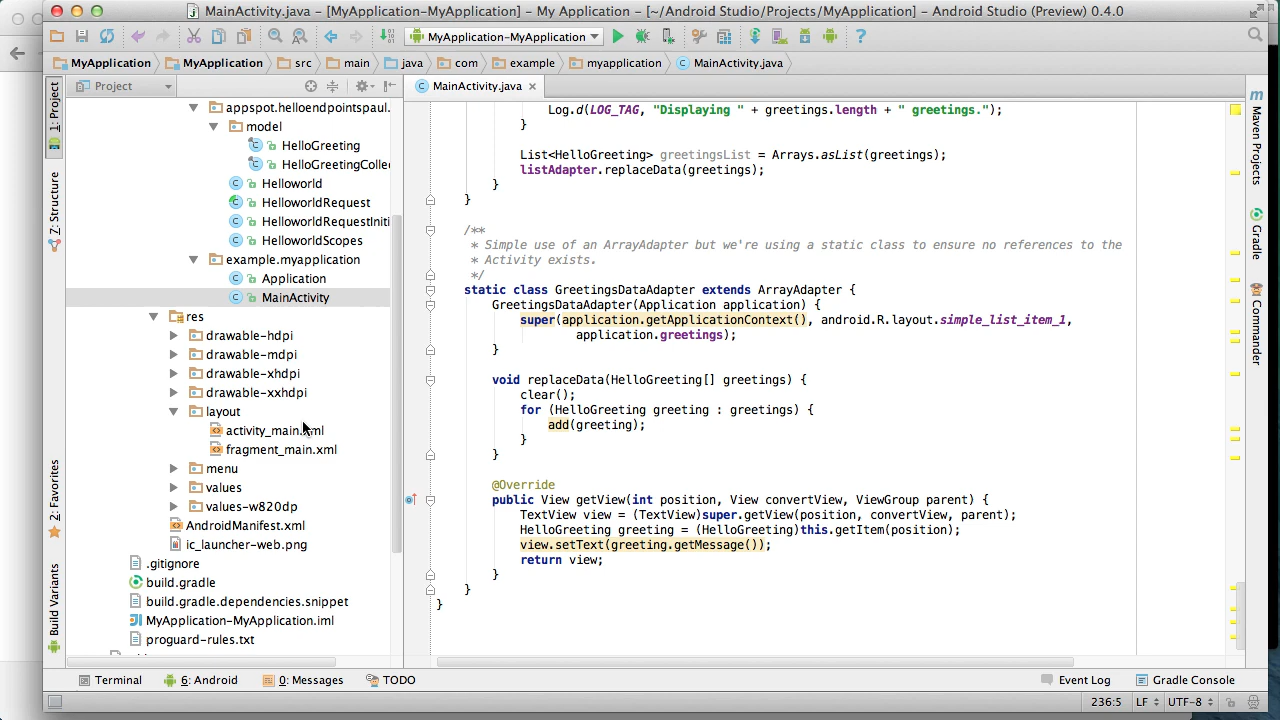 MainActivity.java - [MyApplication-MyApplication] - My Application - [~/Android Studio/Projects/MyApplication] - Android Studio (Preview) 0.4.0
MyApplication-MyApplication
MyApplication MyApplication src main java com example myapplication MainActivity.java
Project
MainActivity.java
1: Project
Z: Structure
2: Favorites
Build Variants
appspot.helloendpointspaul.
model
HelloGreeting
HelloGreetingColle
Helloworld
HelloworldRequest
HelloworldRequestIniti
HelloworldScopes
example.myapplication
Application
MainActivity
res
drawable-hdpi
drawable-mdpi
drawable-xhdpi
drawable-xxhdpi
layout
activity_main.xml
fragment_main.xml
menu
values
values-w820dp
AndroidManifest.xml
ic_launcher-web.png
.gitignore
build.gradle
build.gradle.dependencies.snippet
MyApplication-MyApplication.iml
proguard-rules.txt
Log.d(LOG_TAG, "Displaying " + greetings.length + " greetings.");
}
List<HelloGreeting> greetingsList = Arrays.asList(greetings);
listAdapter.replaceData(greetings);
}
}
/**
* Simple use of an ArrayAdapter but we're using a static class to ensure no references to the
* Activity exists.
*/
static class GreetingsDataAdapter extends ArrayAdapter {
GreetingsDataAdapter(Application application) {
super(application.getApplicationContext(), android.R.layout.simple_list_item_1,
application.greetings);
}
void replaceData(HelloGreeting[] greetings) {
clear();
for (HelloGreeting greeting : greetings) {
add(greeting);
}
}
@Override
public View getView(int position, View convertView, ViewGroup parent) {
TextView view = (TextView)super.getView(position, convertView, parent);
HelloGreeting greeting = (HelloGreeting)this.getItem(position);
view.setText(greeting.getMessage());
return view;
}
}
}
Maven Projects
Gradle
Commander
Terminal 6: Android 0: Messages TODO Event Log Gradle Console
236:5 LF UTF-8